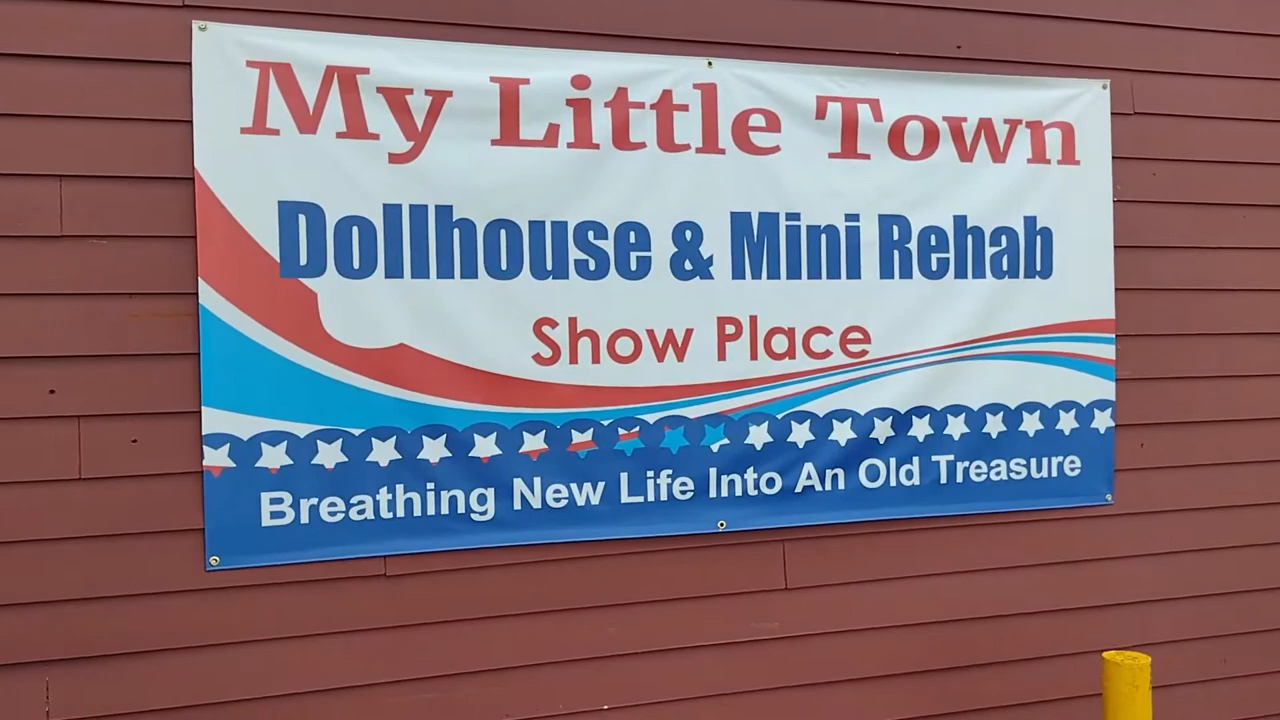 My Little Town
Dollhouse & Mini Rehab
Show Place
Breathing New Life Into An Old Treasure